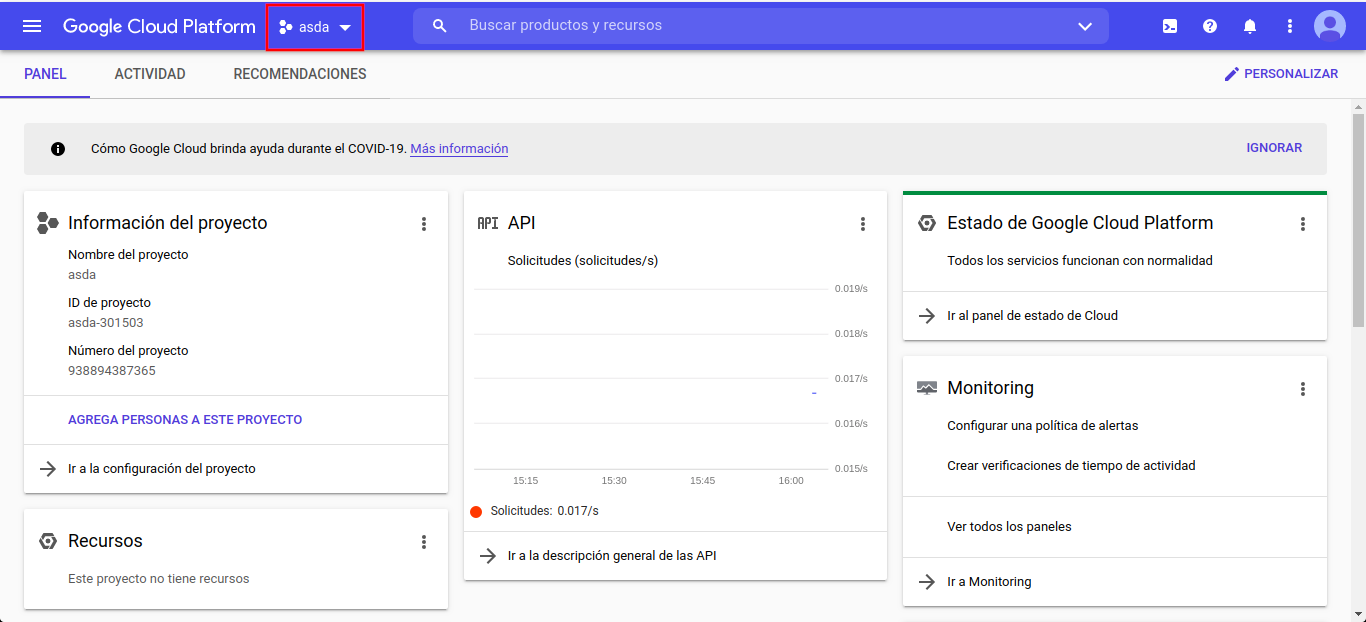 Google Cloud Platform
asda
Buscar productos y recursos
PANEL
ACTIVIDAD
RECOMENDACIONES
PERSONALIZAR
Cómo Google Cloud brinda ayuda durante el COVID-19. Más información
IGNORAR
Información del proyecto
Nombre del proyecto
asda
ID de proyecto
asda-301503
Número del proyecto
938894387365
AGREGA PERSONAS A ESTE PROYECTO
Ir a la configuración del proyecto
Recursos
Este proyecto no tiene recursos
API API
Solicitudes (solicitudes/s)
0.019/s
0.018/s
0.017/s
0.016/s
0.015/s
15:15 15:30 15:45 16:00
Solicitudes: 0.017/s
Ir a la descripción general de las API
Estado de Google Cloud Platform
Todos los servicios funcionan con normalidad
Ir al panel de estado de Cloud
Monitoring
Configurar una política de alertas
Crear verificaciones de tiempo de actividad
Ver todos los paneles
Ir a Monitoring